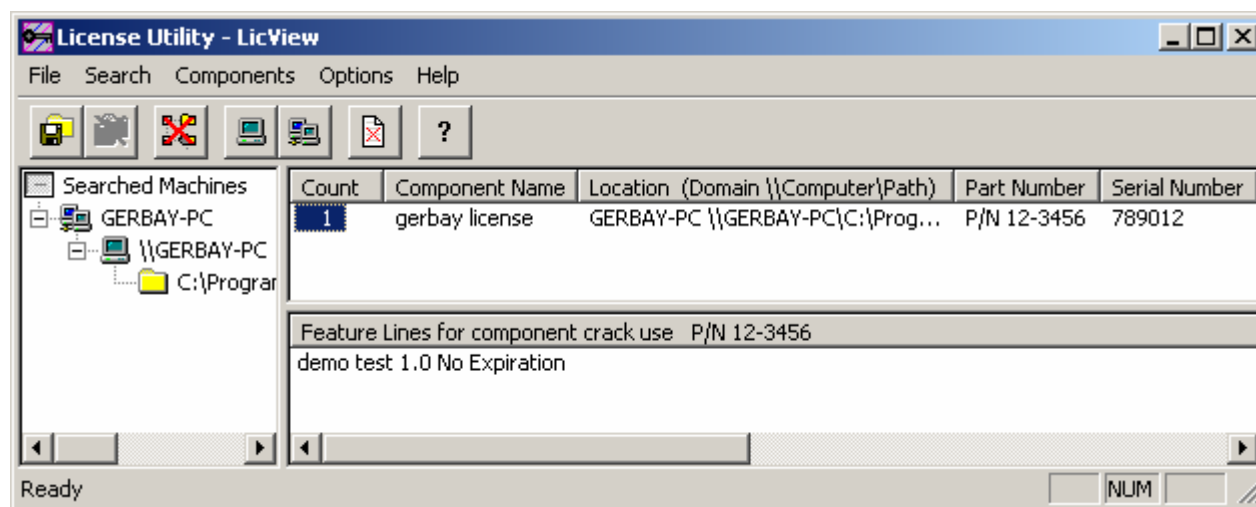 License Utility - LicView
File Search Components Options Help
?
Searched Machines
GERBAY-PC
\\GERBAY-PC
C:\Progran
Count Component Name Location (Domain \\Computer\Path) Part Number Serial Number
1 gerbay license GERBAY-PC \\GERBAY-PC\C:\Prog... P/N 12-3456 789012
Feature Lines for component crack use P/N 12-3456
demo test 1.0 No Expiration
Ready NUM